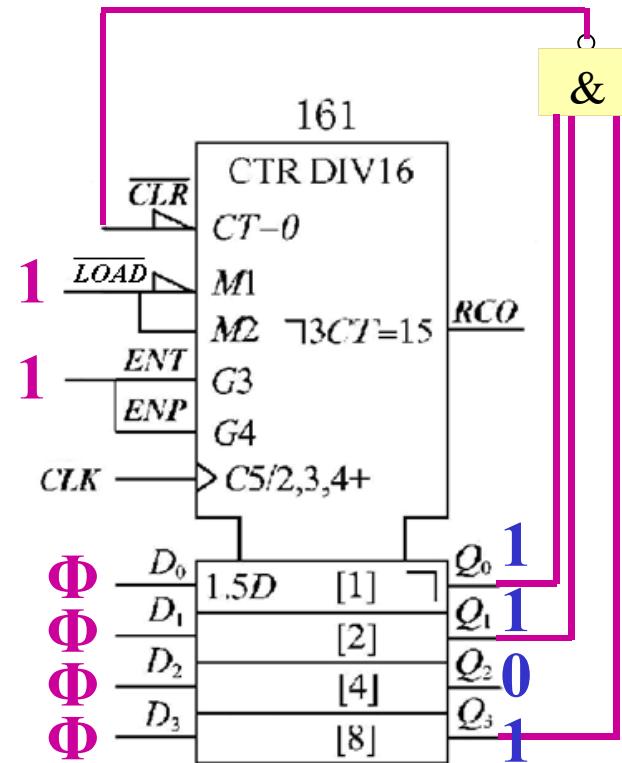 &
161
CTR DIV16
C̅L̅R̅
CT–0
1
L̅O̅A̅D̅
M1
M2
⅂3CT=15
RCO
1
ENT
G3
ENP
G4
CLK
C5/2,3,4+
Φ
D₀
1.5D
[1]
⅂
Q₀
1
Φ
D₁
[2]
Q₁
1
Φ
D₂
[4]
Q₂
0
Φ
D₃
[8]
Q₃
1